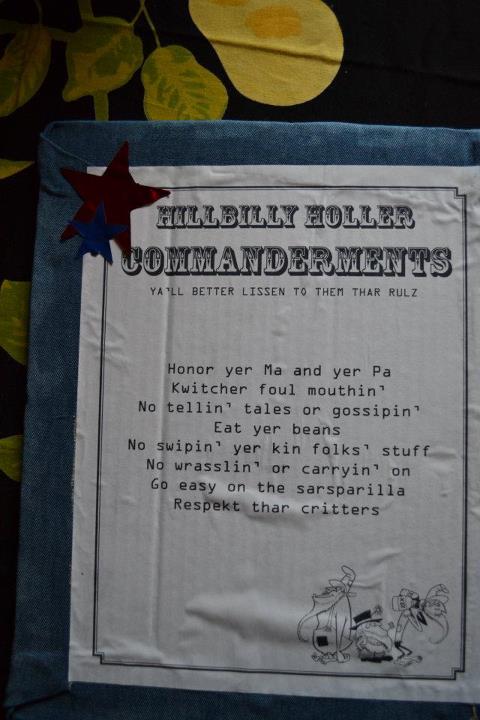 HILLBILLY HOLLER
COMMANDERMENTS
YA'LL BETTER LISSEN TO THEM THAR RULZ
Honor yer Ma and yer Pa
Kwitcher foul mouthin'
No tellin' tales or gossipin'
Eat yer beans
No swipin' yer kin folks' stuff
No wrasslin' or carryin' on
Go easy on the sarsparilla
Respekt thar critters